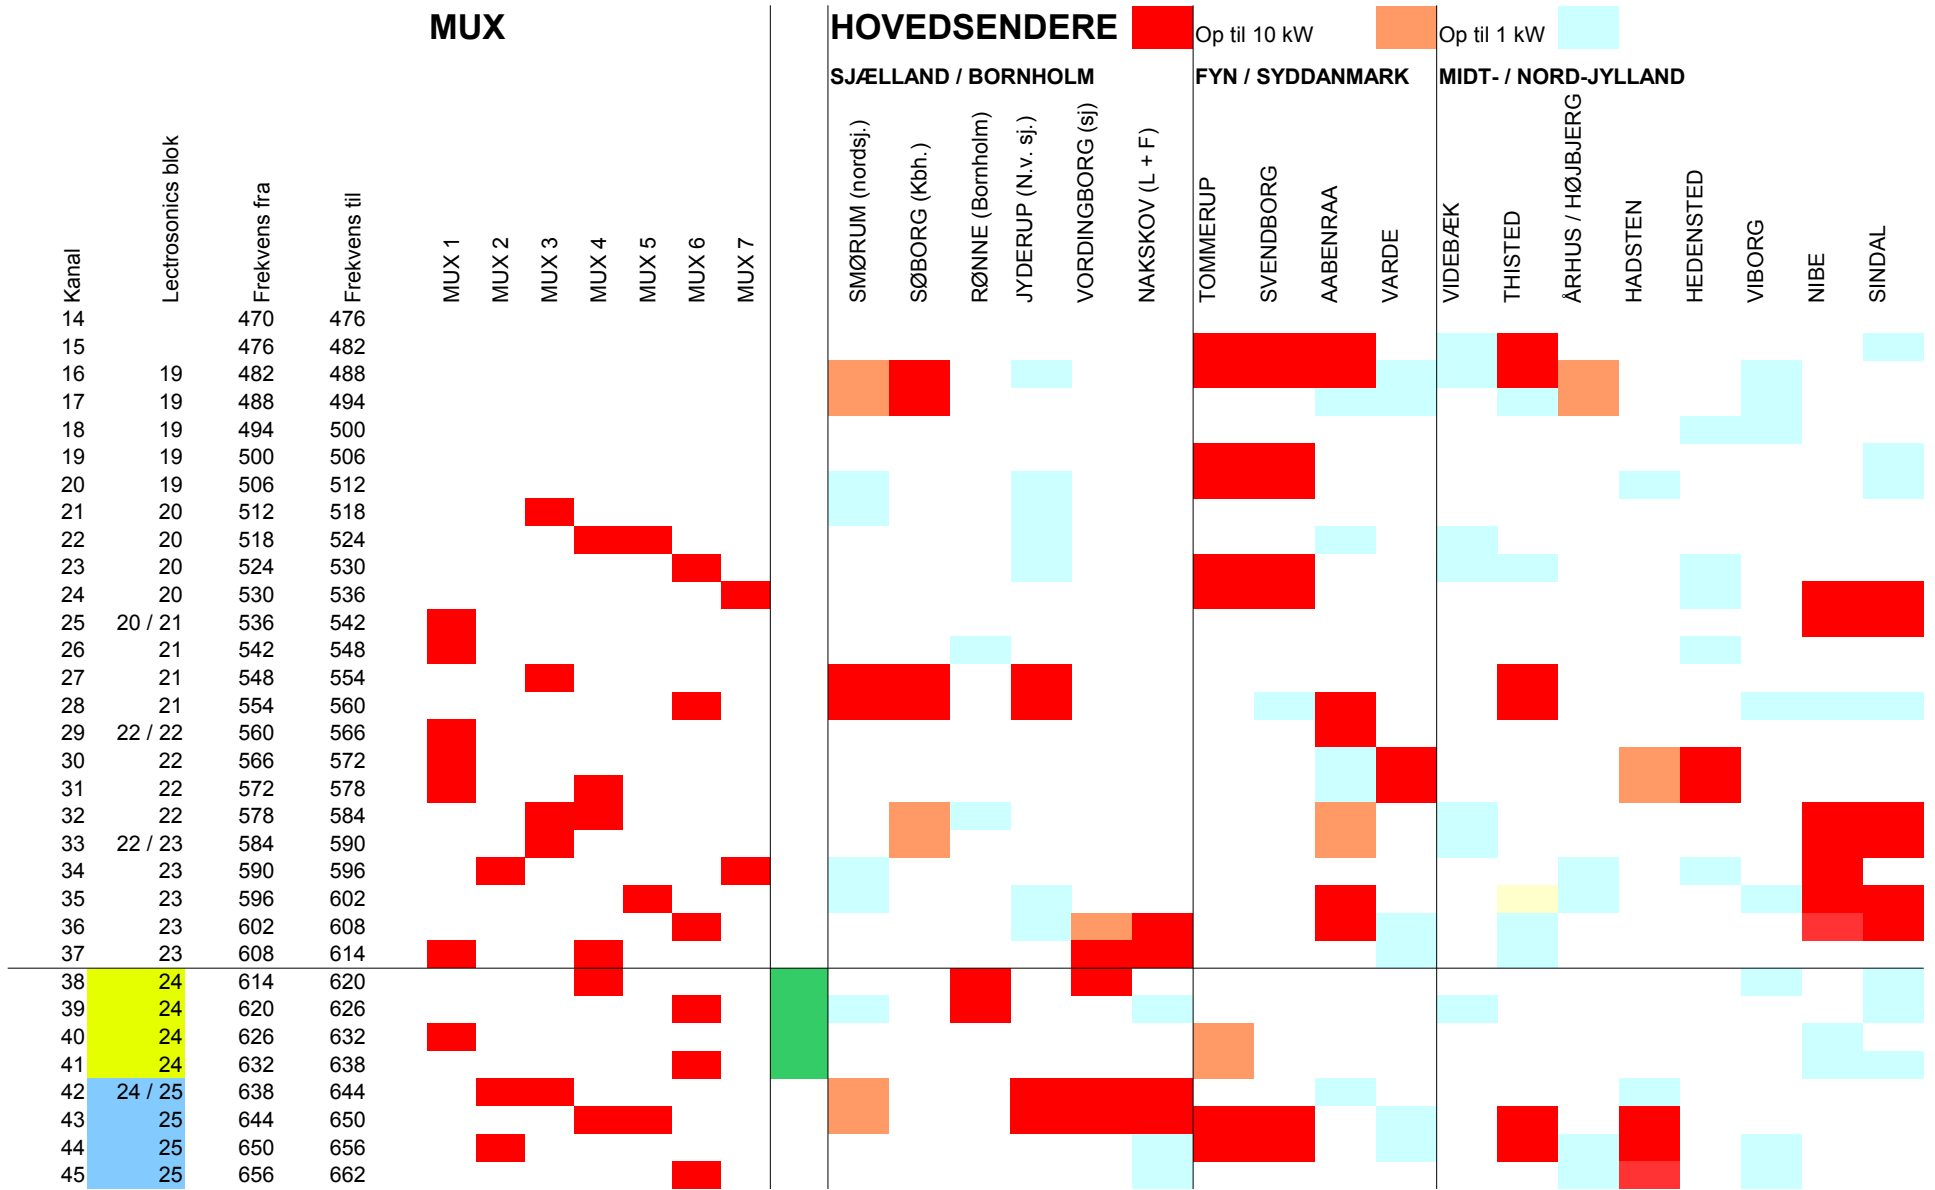 MUX HOVEDSENDERE Op til 10 kW Op til 1 kW
SJÆLLAND / BORNHOLM FYN / SYDDANMARK MIDT- / NORD-JYLLAND
Kanal Lectrosonics blok Frekvens fra Frekvens til MUX 1 MUX 2 MUX 3 MUX 4 MUX 5 MUX 6 MUX 7 SMØRUM (nordsj.) SØBORG (Kbh.) RØNNE (Bornholm) JYDERUP (N.v. sj.) VORDINGBORG (sj) NAKSKOV (L + F) TOMMERUP SVENDBORG AABENRAA VARDE VIDEBÆK THISTED ÅRHUS / HØJBJERG HADSTEN HEDENSTED VIBORG NIBE SINDAL
14 470 476
15 476 482
16 19 482 488
17 19 488 494
18 19 494 500
19 19 500 506
20 19 506 512
21 20 512 518
22 20 518 524
23 20 524 530
24 20 530 536
25 20 / 21 536 542
26 21 542 548
27 21 548 554
28 21 554 560
29 22 / 22 560 566
30 22 566 572
31 22 572 578
32 22 578 584
33 22 / 23 584 590
34 23 590 596
35 23 596 602
36 23 602 608
37 23 608 614
38 24 614 620
39 24 620 626
40 24 626 632
41 24 632 638
42 24 / 25 638 644
43 25 644 650
44 25 650 656
45 25 656 662